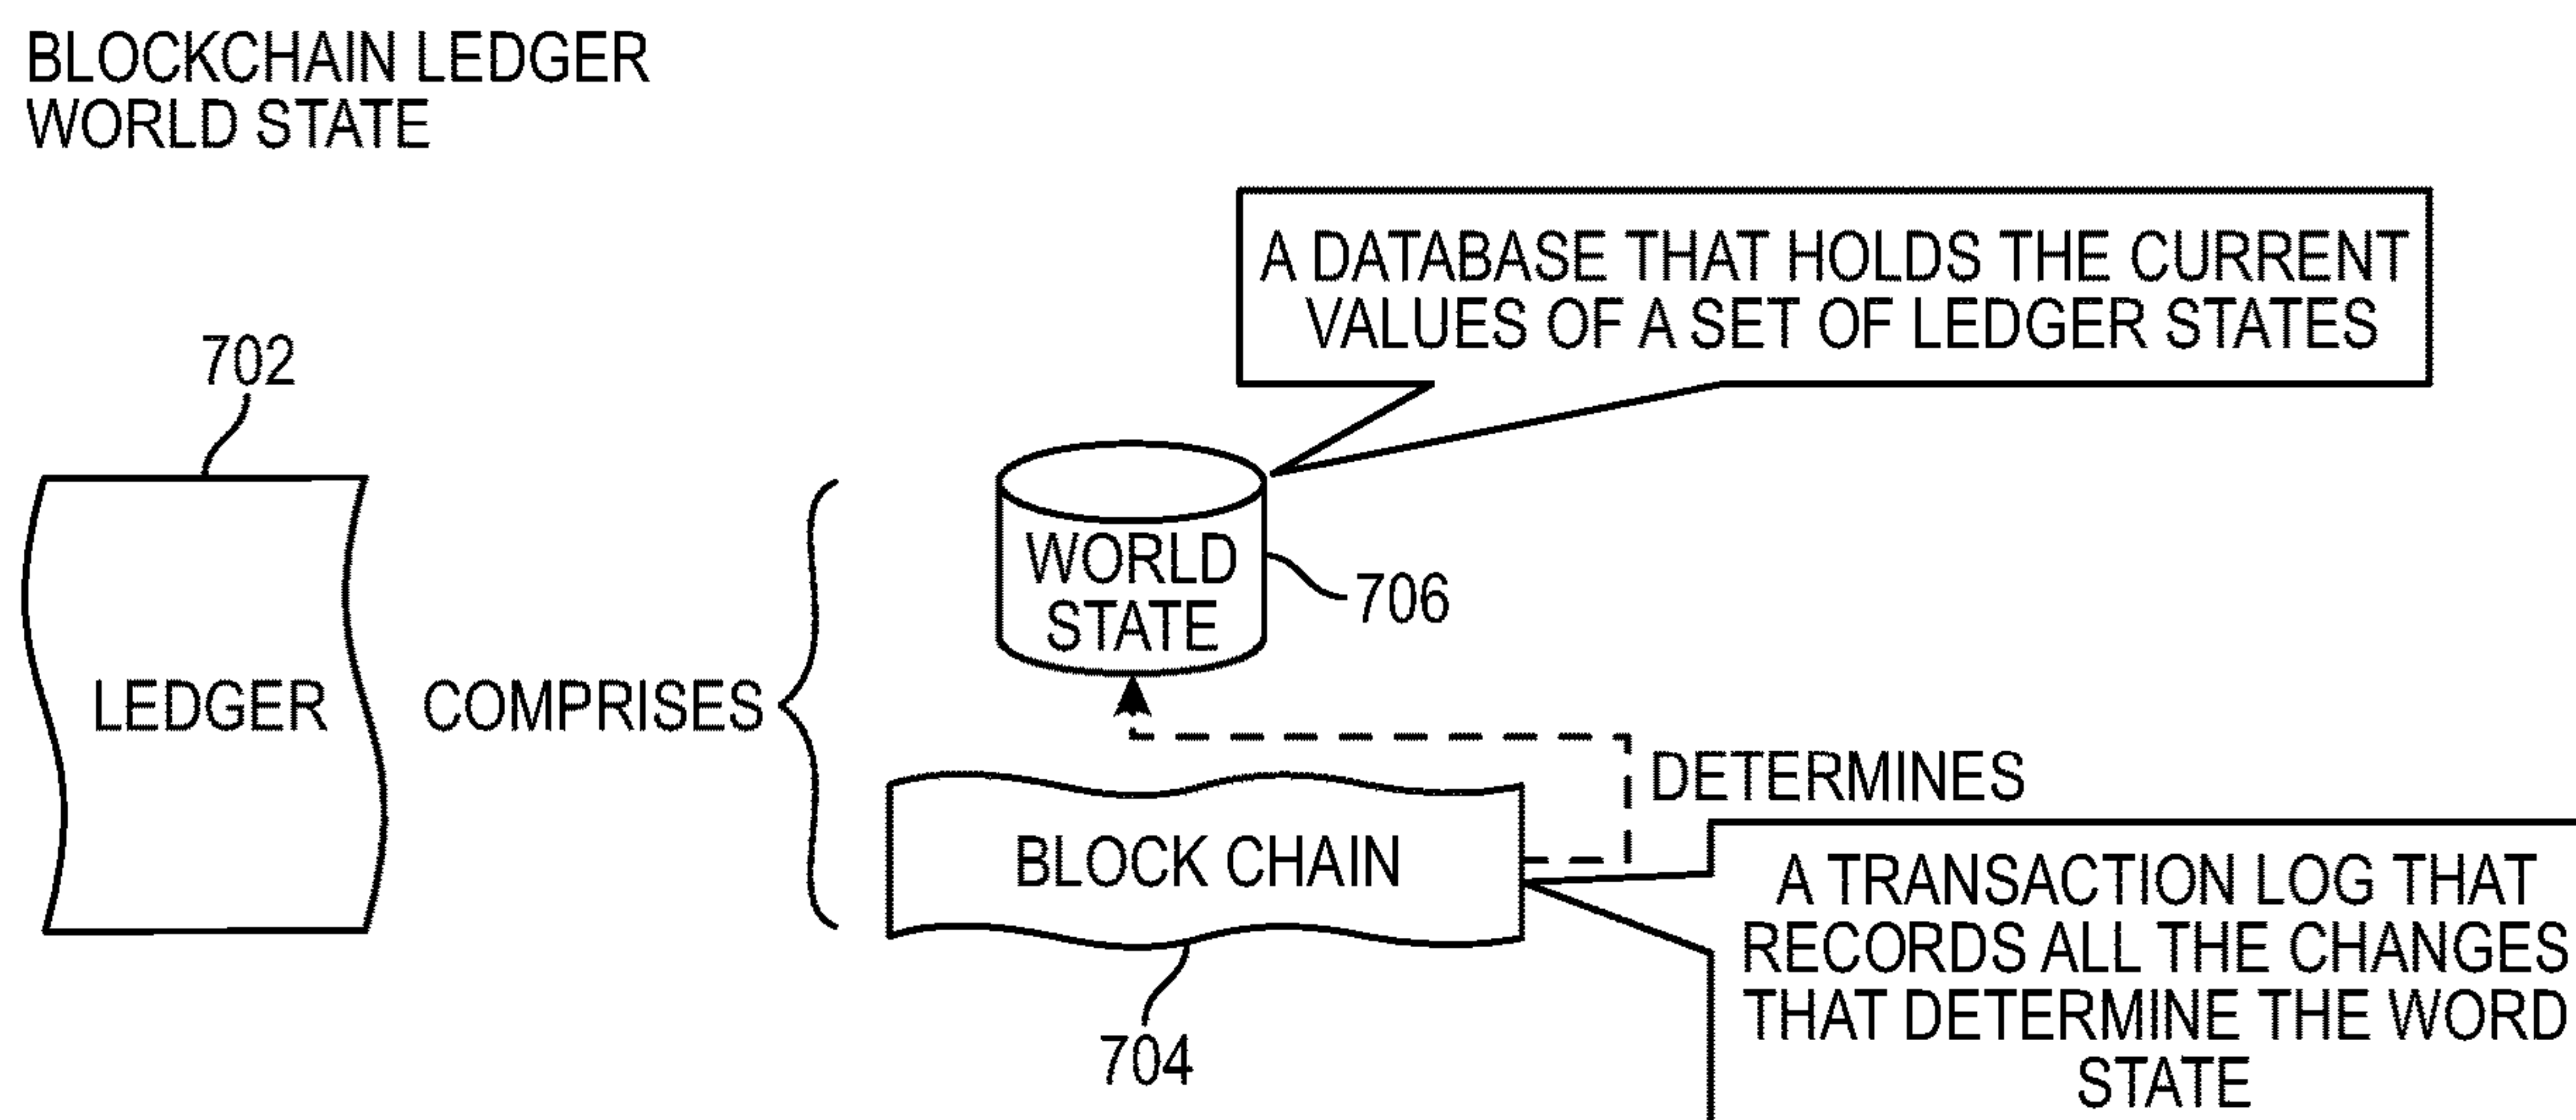 BLOCKCHAIN LEDGER
WORLD STATE
A DATABASE THAT HOLDS THE CURRENT
VALUES OF A SET OF LEDGER STATES
702
WORLD
STATE
706
LEDGER
COMPRISES
DETERMINES
BLOCK CHAIN
A TRANSACTION LOG THAT
RECORDS ALL THE CHANGES
THAT DETERMINE THE WORD
STATE
704